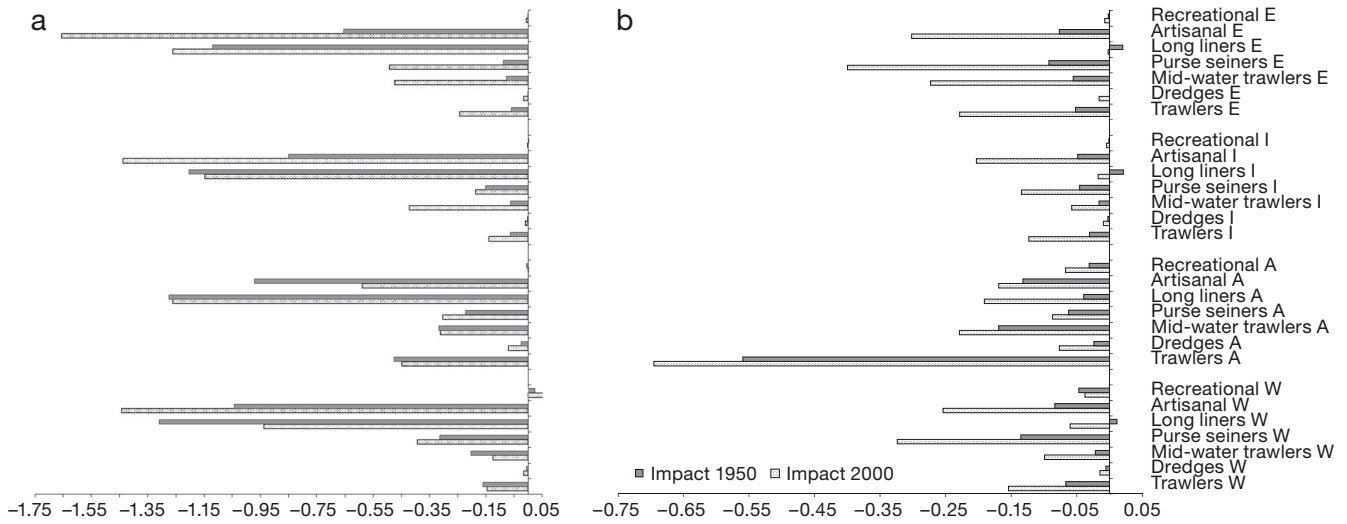 a
b
Recreational E
Artisanal E
Long liners E
Purse seiners E
Mid-water trawlers E
Dredges E
Trawlers E
Recreational I
Artisanal I
Long liners I
Purse seiners I
Mid-water trawlers I
Dredges I
Trawlers I
Recreational A
Artisanal A
Long liners A
Purse seiners A
Mid-water trawlers A
Dredges A
Trawlers A
Recreational W
Artisanal W
Long liners W
Purse seiners W
Mid-water trawlers W
Dredges W
Trawlers W
Impact 1950 Impact 2000
−1.75 −1.55 −1.35 −1.15 −0.95 −0.75 −0.55 −0.35 −0.15 0.05
−0.75 −0.65 −0.55 −0.45 −0.35 −0.25 −0.15 −0.05 0.05